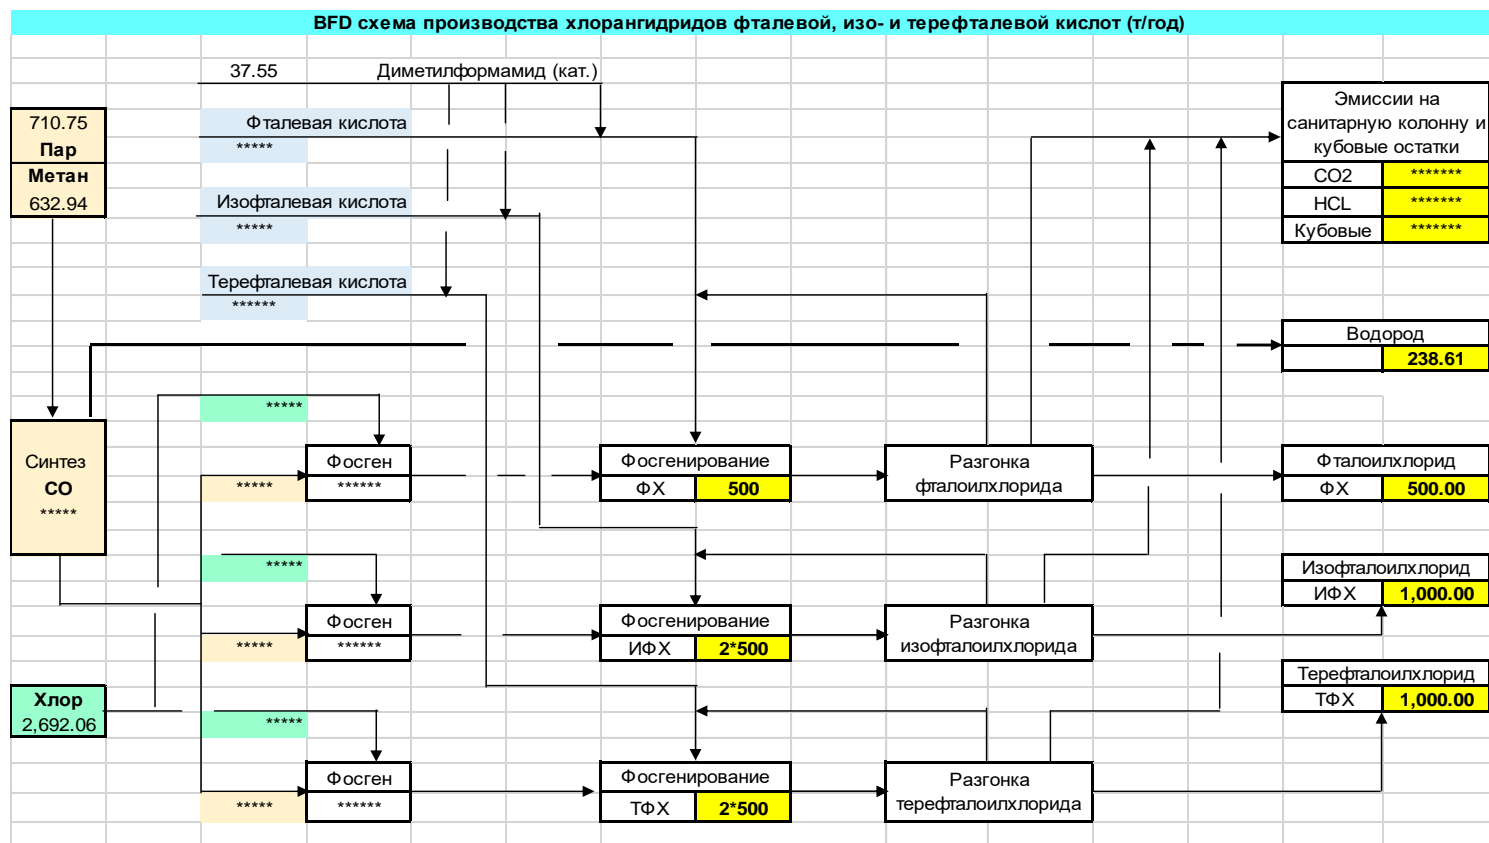 BFD схема производства хлорангидридов фталевой, изо- и терефталевой кислот (т/год)
37.55 Диметилформамид (кат.)
710.75
Пар
Метан
632.94
Фталевая кислота
*****
Изофталевая кислота
*****
Терефталевая кислота
******
Эмиссии на
санитарную колонну и
кубовые остатки
CO2 *******
HCL *******
Кубовые *******
Водород
238.61
*****
Синтез
СО
*****
Фосген
***** ******
Фосгенирование
ФХ 500
Разгонка
фталоилхлорида
Фталоилхлорид
ФХ 500.00
*****
Фосген
***** ******
Фосгенирование
ИФХ 2*500
Разгонка
изофталоилхлорида
Изофталоилхлорид
ИФХ 1,000.00
Терефталоилхлорид
ТФХ 1,000.00
Хлор
2,692.06
*****
Фосген
***** ******
Фосгенирование
ТФХ 2*500
Разгонка
терефталоилхлорида